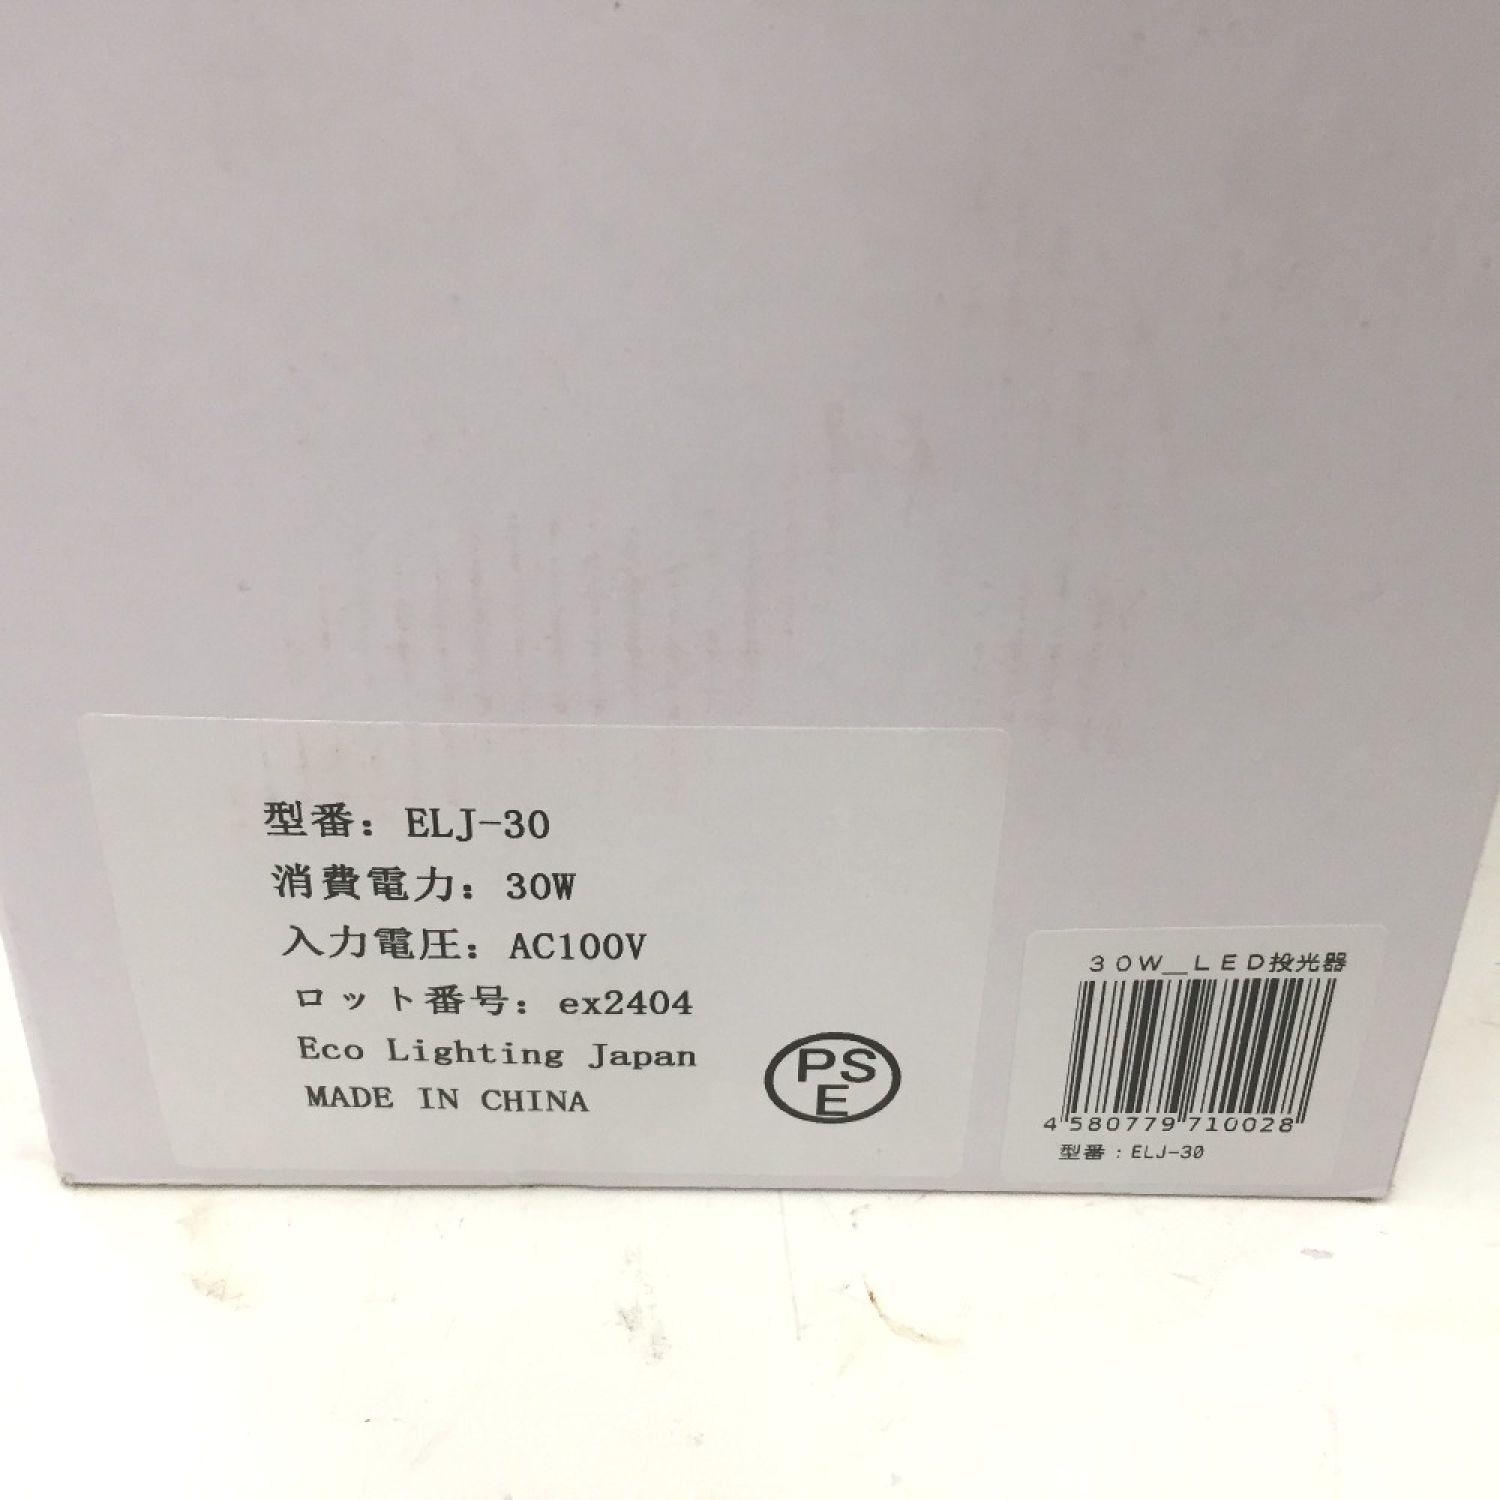 型番：ELJ-30
消費電力：30W
入力電圧：AC100V
ロット番号：ex2404
Eco Lighting Japan
MADE IN CHINA
PS
E
３０Ｗ＿ＬＥＤ投光器
4580779710028
型番：ELJ-30